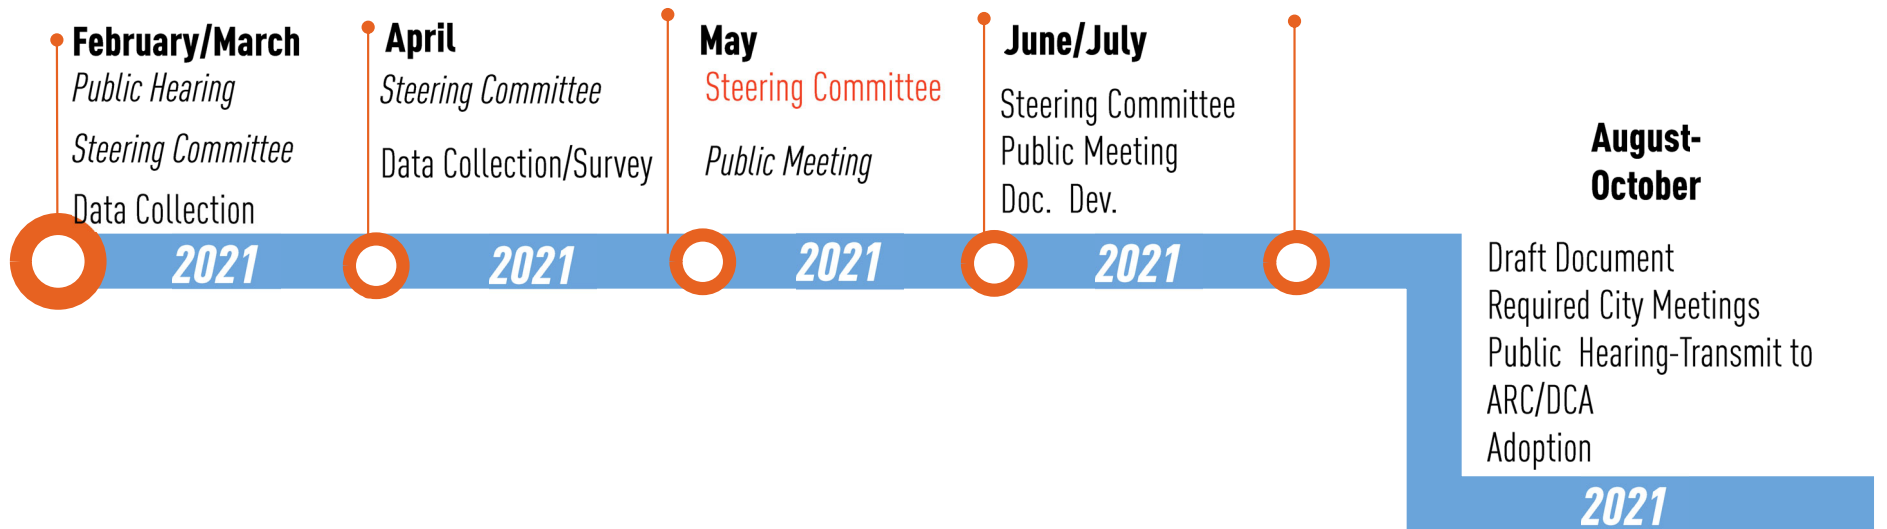 February/March
Public Hearing
Steering Committee
Data Collection
2021
April
Steering Committee
Data Collection/Survey
2021
May
Steering Committee
Public Meeting
2021
June/July
Steering Committee
Public Meeting
Doc. Dev.
2021
August-
October
Draft Document
Required City Meetings
Public Hearing-Transmit to
ARC/DCA
Adoption
2021